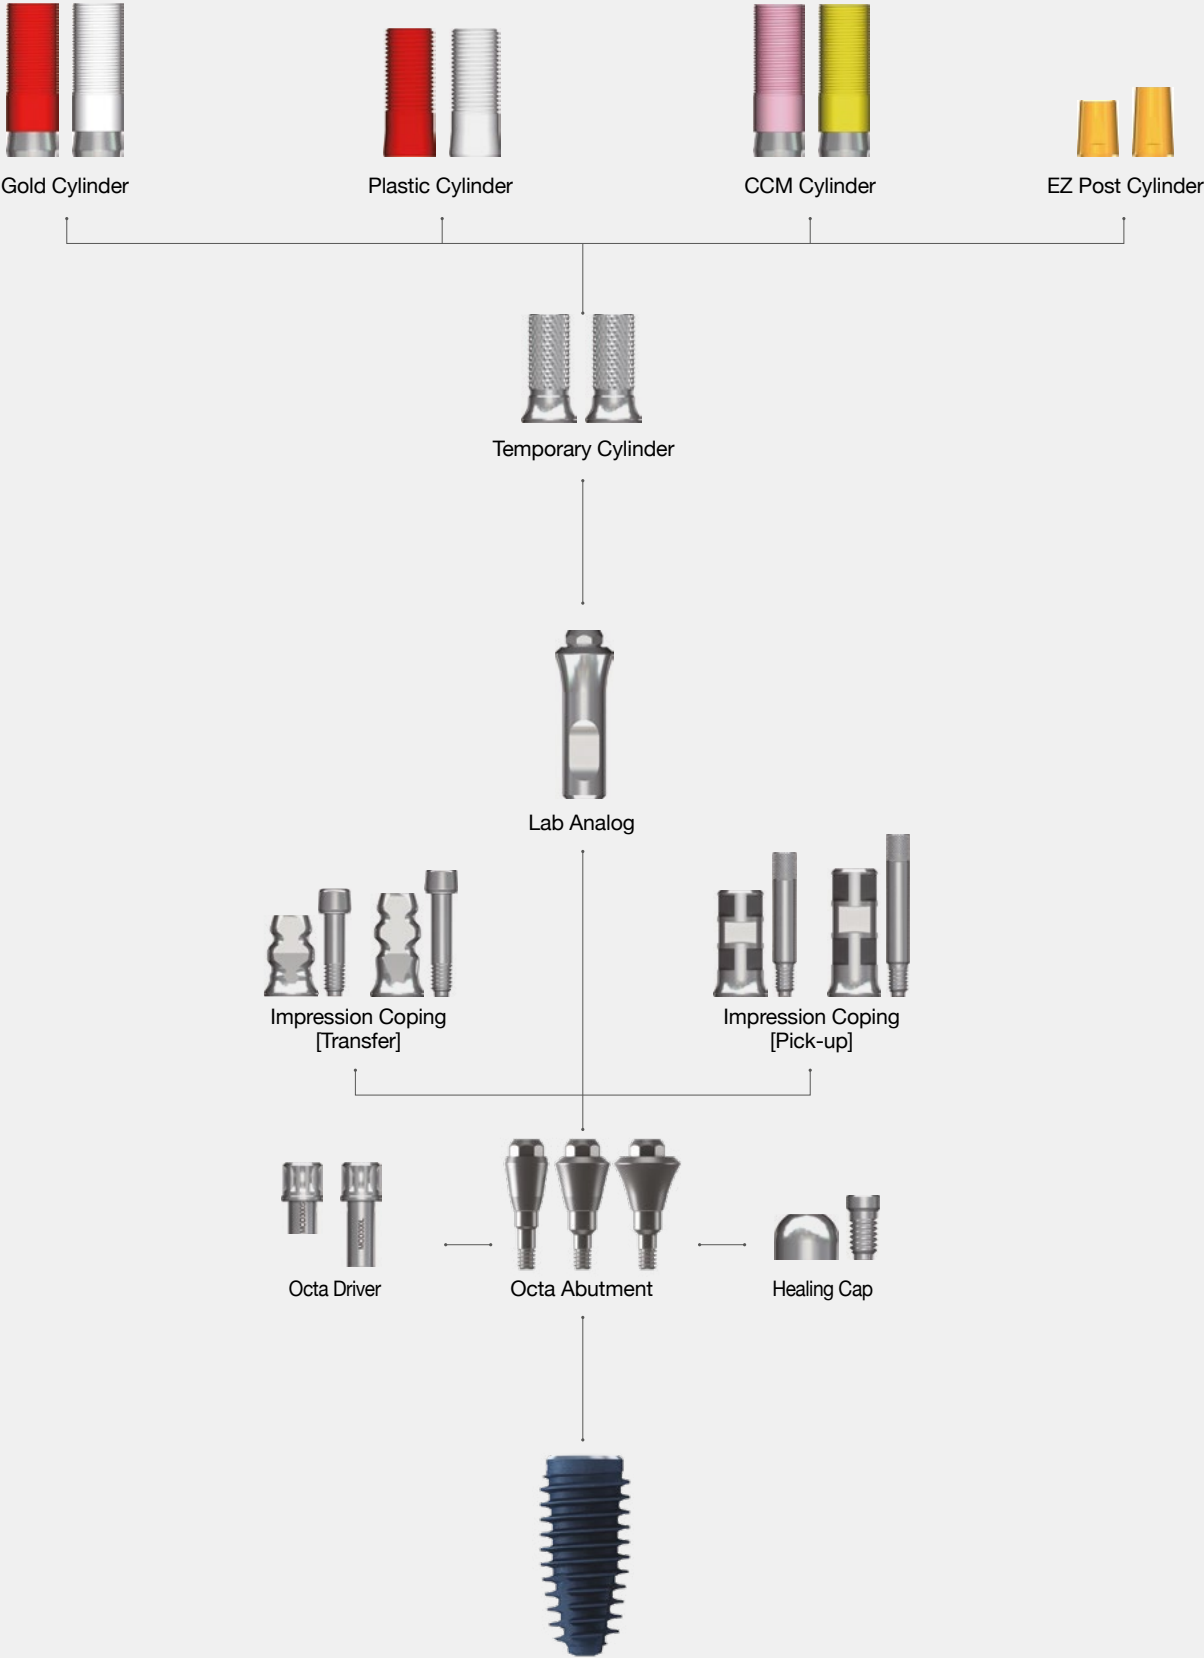 Gold Cylinder
Plastic Cylinder
CCM Cylinder
EZ Post Cylinder
Temporary Cylinder
Lab Analog
Impression Coping
[Transfer]
Impression Coping
[Pick-up]
Octa Driver
Octa Abutment
Healing Cap